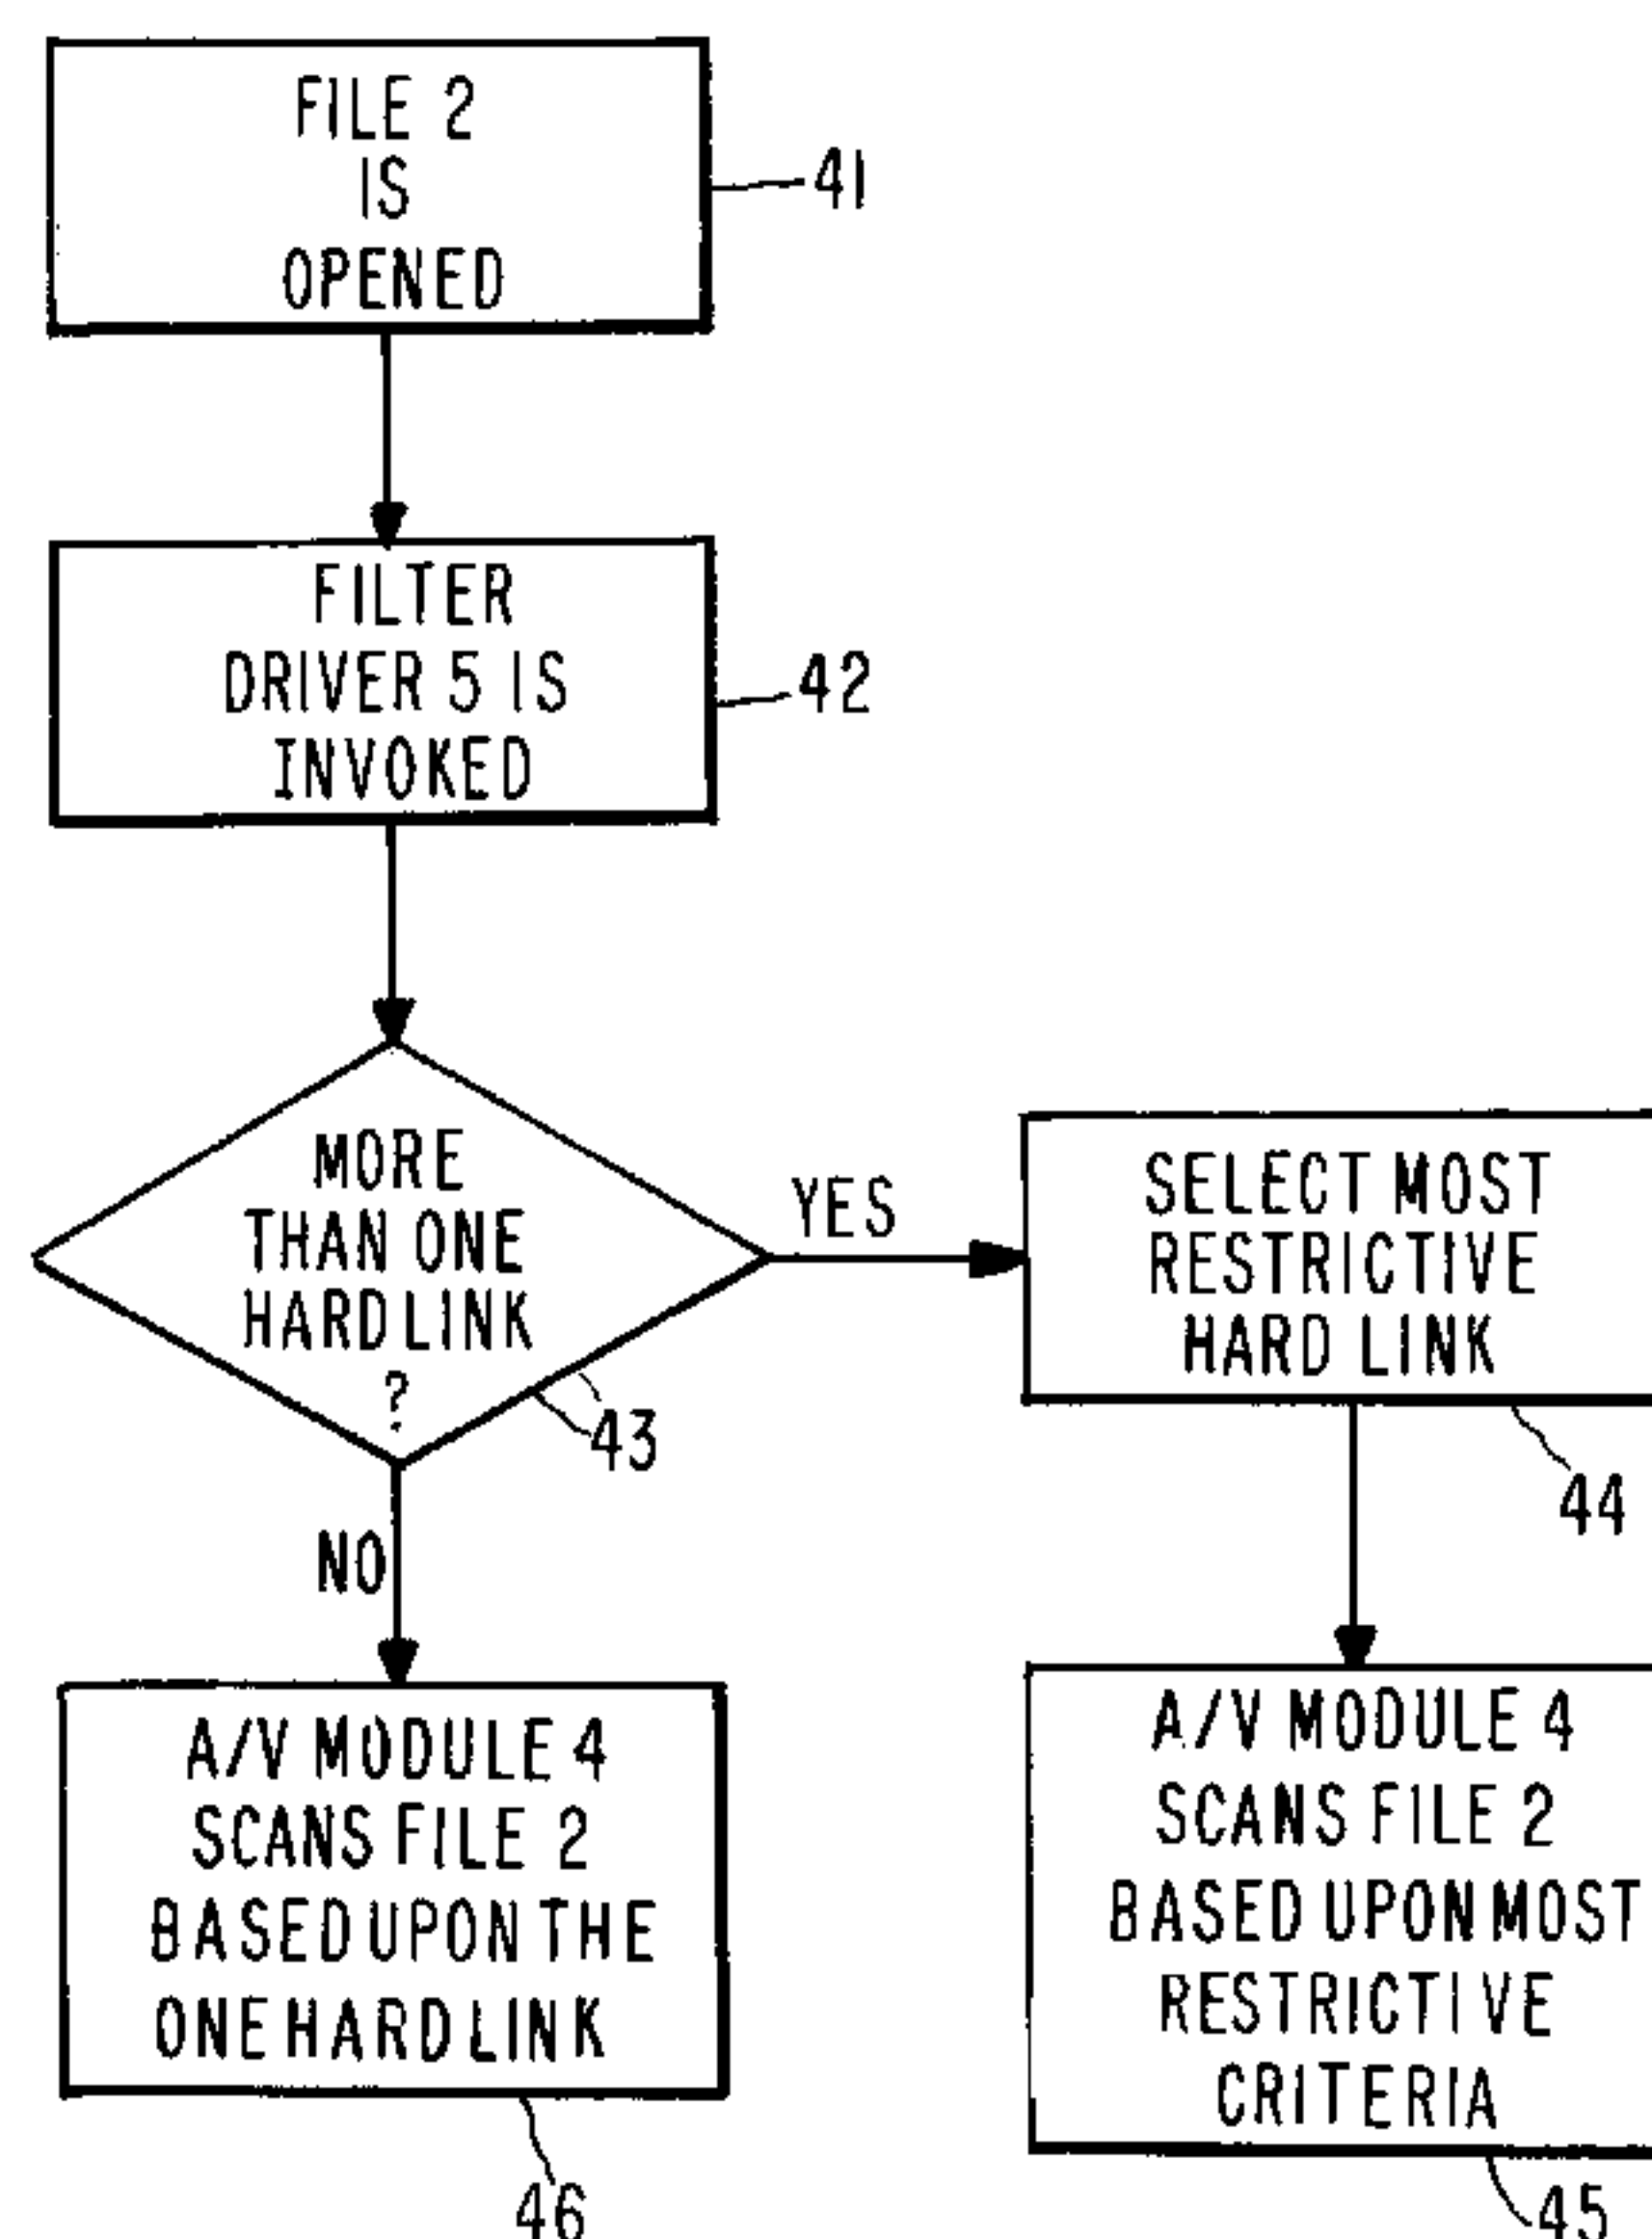 FILE 2
IS
OPENED
41
FILTER
DRIVER 5 IS
INVOKED
42
MORE
THAN ONE
HARD LINK
?
43
YES
SELECT MOST
RESTRICTIVE
HARD LINK
44
NO
A/V MODULE 4
SCANS FILE 2
BASED UPON THE
ONE HARD LINK
46
A/V MODULE 4
SCANS FILE 2
BASED UPON MOST
RESTRICTIVE
CRITERIA
45